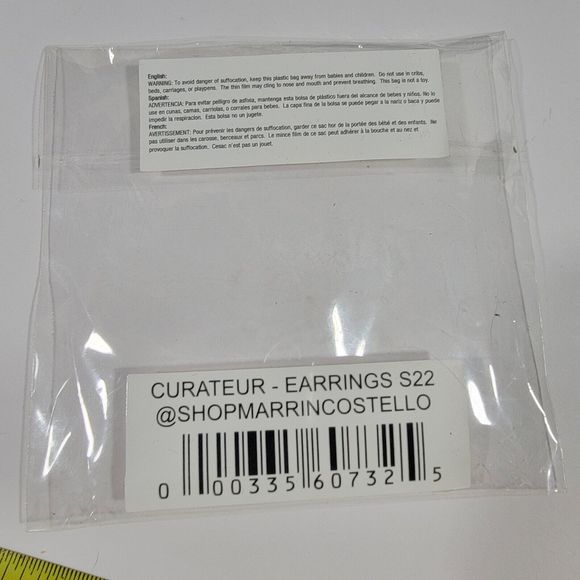 English:
WARNING: To avoid danger of suffocation, keep this plastic bag away from babies and children. Do not use in cribs,
beds, carriages, or playpens. The thin film may cling to nose and mouth and prevent breathing. This bag is not a toy.
Spanish:
ADVERTENCIA: Para evitar pelligro de asfixia, mantenga esta bolsa de plástico fuera del alcance de bebes y niños. No lo
use en cunas, camas, carriolas, o corrales para bebes. La capa fina de la bolsa se puede pegar a la nariz o baca y puede
impedir la respiración. Esta bolsa no un jugete.
French:
AVERTISSEMENT: Pour prévenir les dangers de suffocation, garder ce sac hor de la portée des bébé et des enfants. Ne
pas utiliser dans les carosse, berceaux et parcs. Le mince film de ce sac peut adhérer à la bouche et au nez et
provoquer la suffocation. Cesac n'est pas un jouet.
CURATEUR - EARRINGS S22
@SHOPMARRINCOSTELLO
0 00335 60732 5